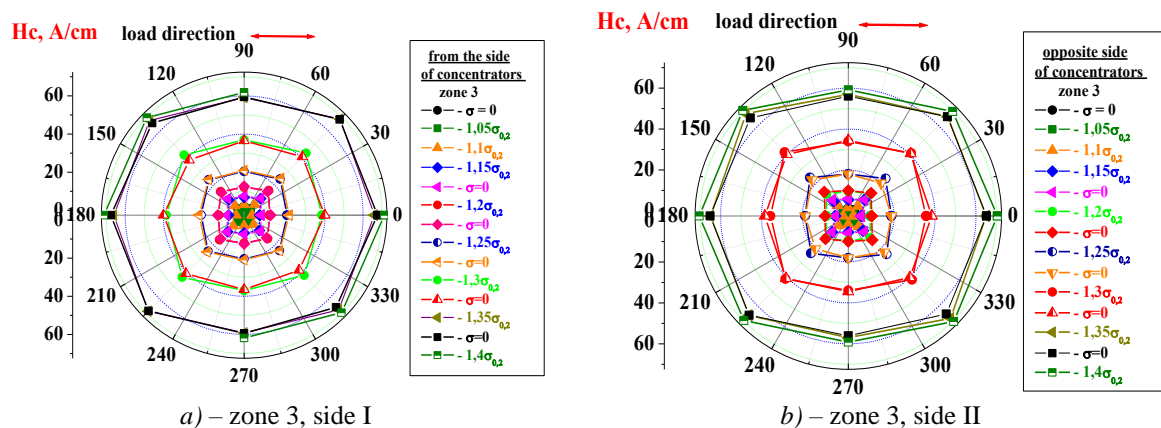 Hc, A/cm
load direction
90
120
60
60
150
30
40
20
0
0
180
0
20
40
210
330
60
240
300
270
from the side
of concentrators
zone 3
- σ = 0
- 1,05σ0,2
- 1,1σ0,2
- 1,15σ0,2
- σ=0
- 1,2σ0,2
- σ=0
- 1,25σ0,2
- σ=0
-1,3σ0,2
- σ=0
- 1,35σ0,2
- σ=0
- 1,4σ0,2
a) – zone 3, side I
Hc, A/cm
load direction
90
120
60
60
150
30
40
20
0
0
180
0
20
40
210
330
60
240
300
270
opposite side
of concentrators
zone 3
- σ = 0
- 1,05σ0,2
- 1,1σ0,2
- 1,15σ0,2
- σ=0
- 1,2σ0,2
- σ=0
- 1,25σ0,2
- σ=0
- 1,3σ0,2
- σ=0
- 1,35σ0,2
- σ=0
- 1,4σ0,2
b) – zone 3, side II